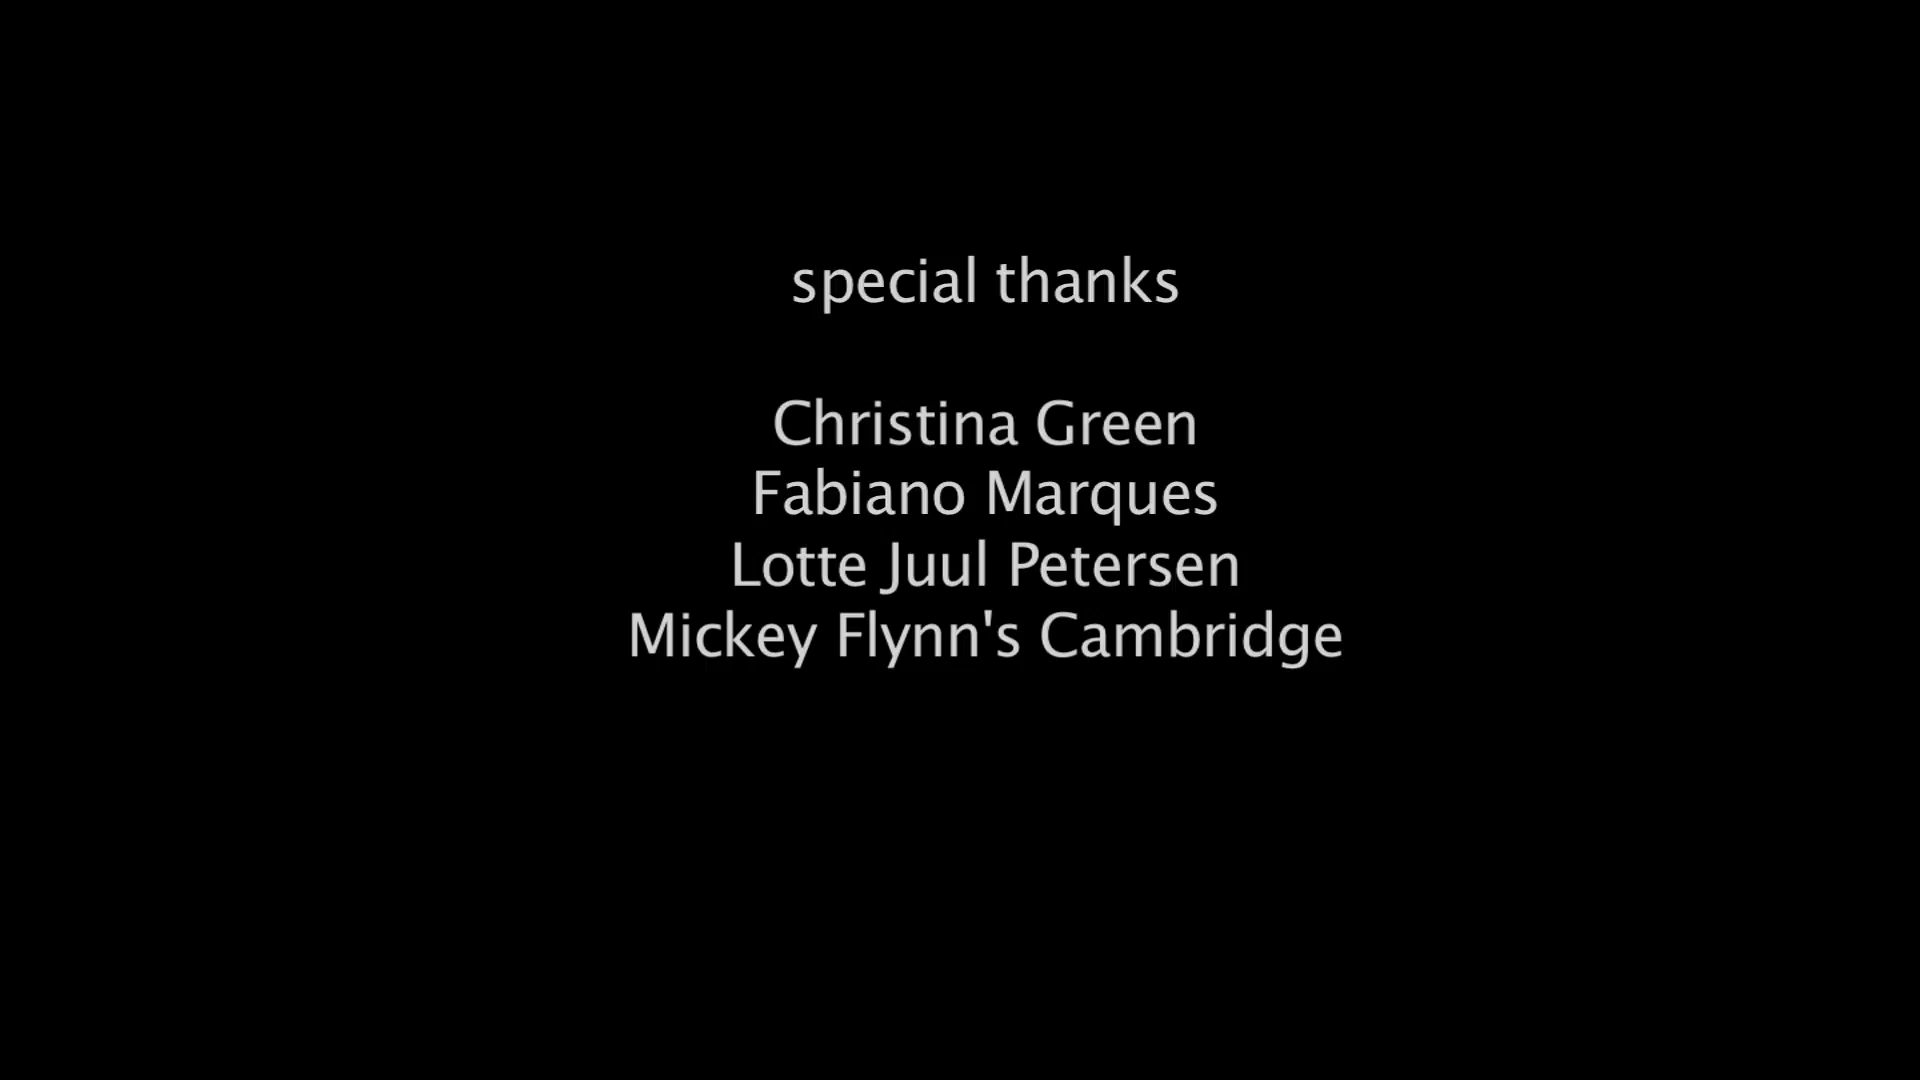 special thanks
Christina Green
Fabiano Marques
Lotte Juul Petersen
Mickey Flynn's Cambridge